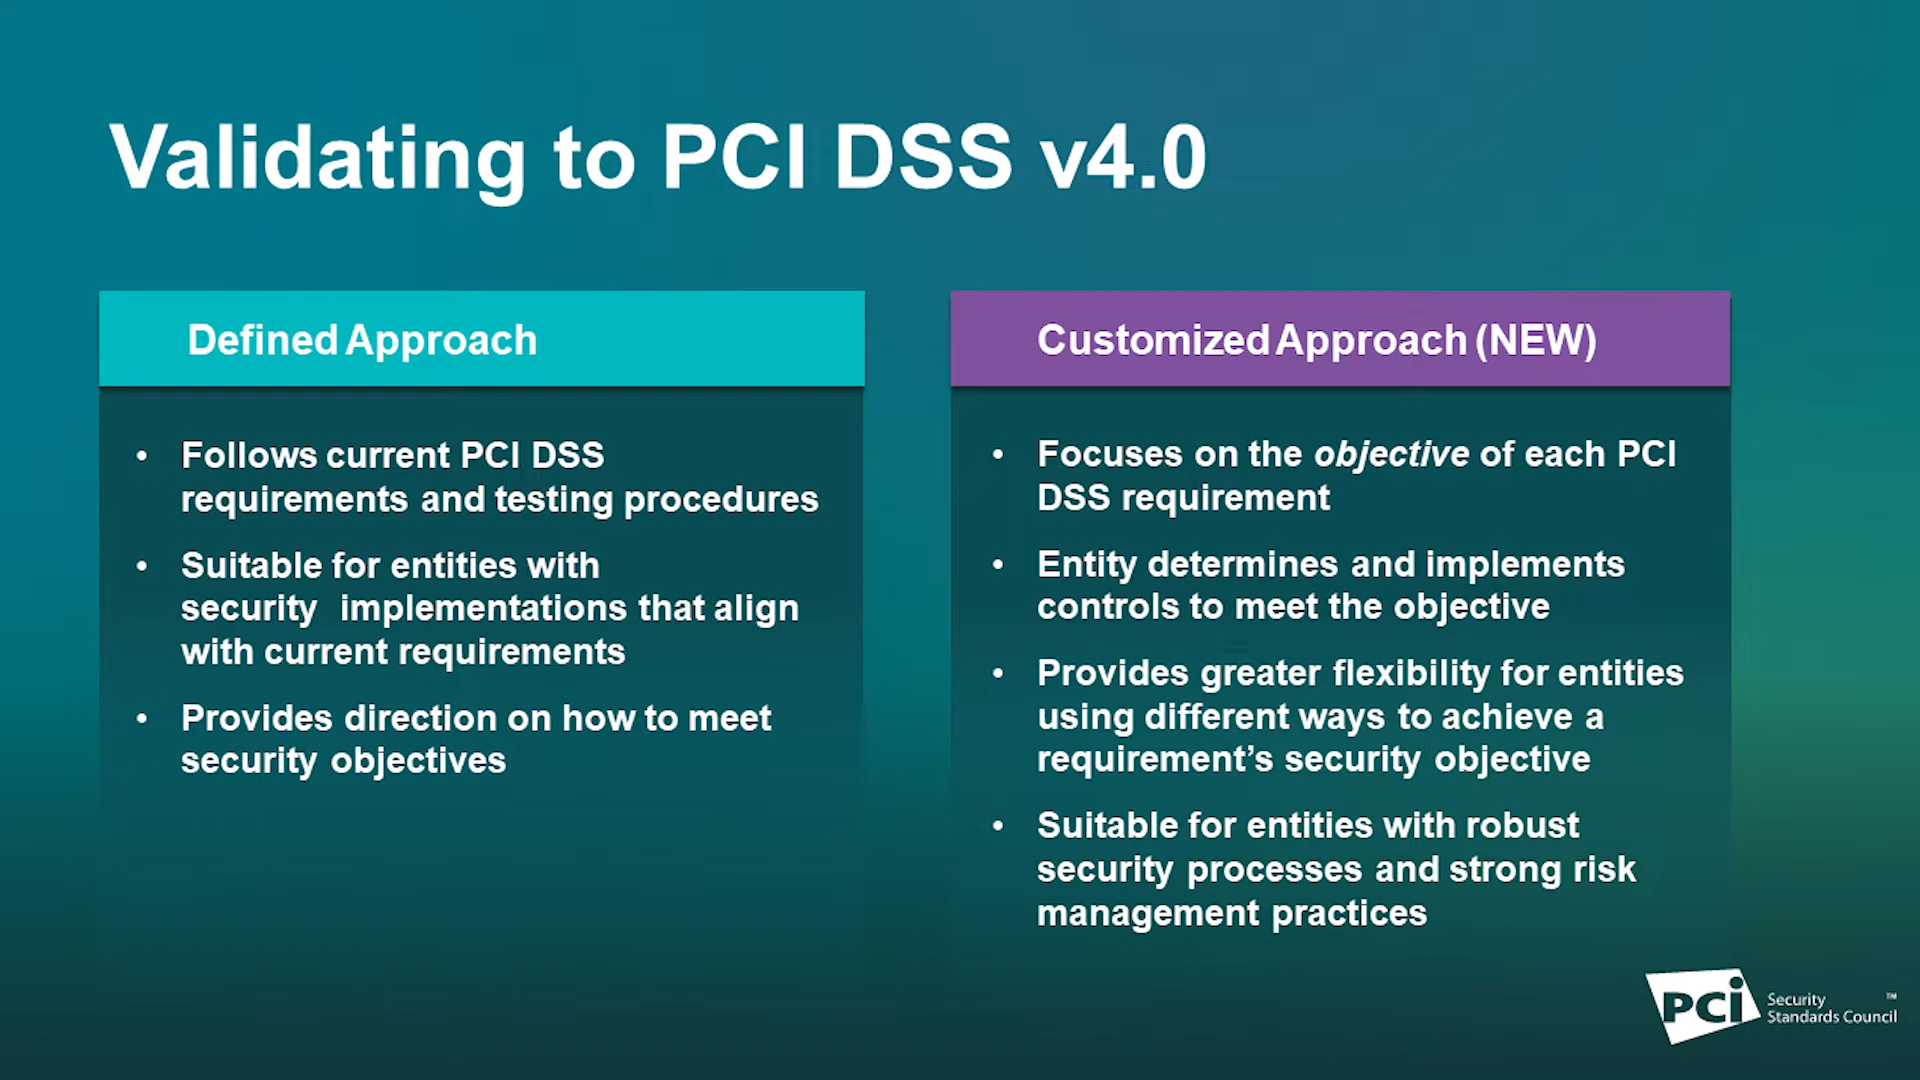 Validating to PCI DSS v4.0
Defined Approach
• Follows current PCI DSS
requirements and testing procedures
• Suitable for entities with
security implementations that align
with current requirements
• Provides direction on how to meet
security objectives
Customized Approach (NEW)
• Focuses on the objective of each PCI
DSS requirement
• Entity determines and implements
controls to meet the objective
• Provides greater flexibility for entities
using different ways to achieve a
requirement’s security objective
• Suitable for entities with robust
security processes and strong risk
management practices
PCi
Security ™
Standards Council